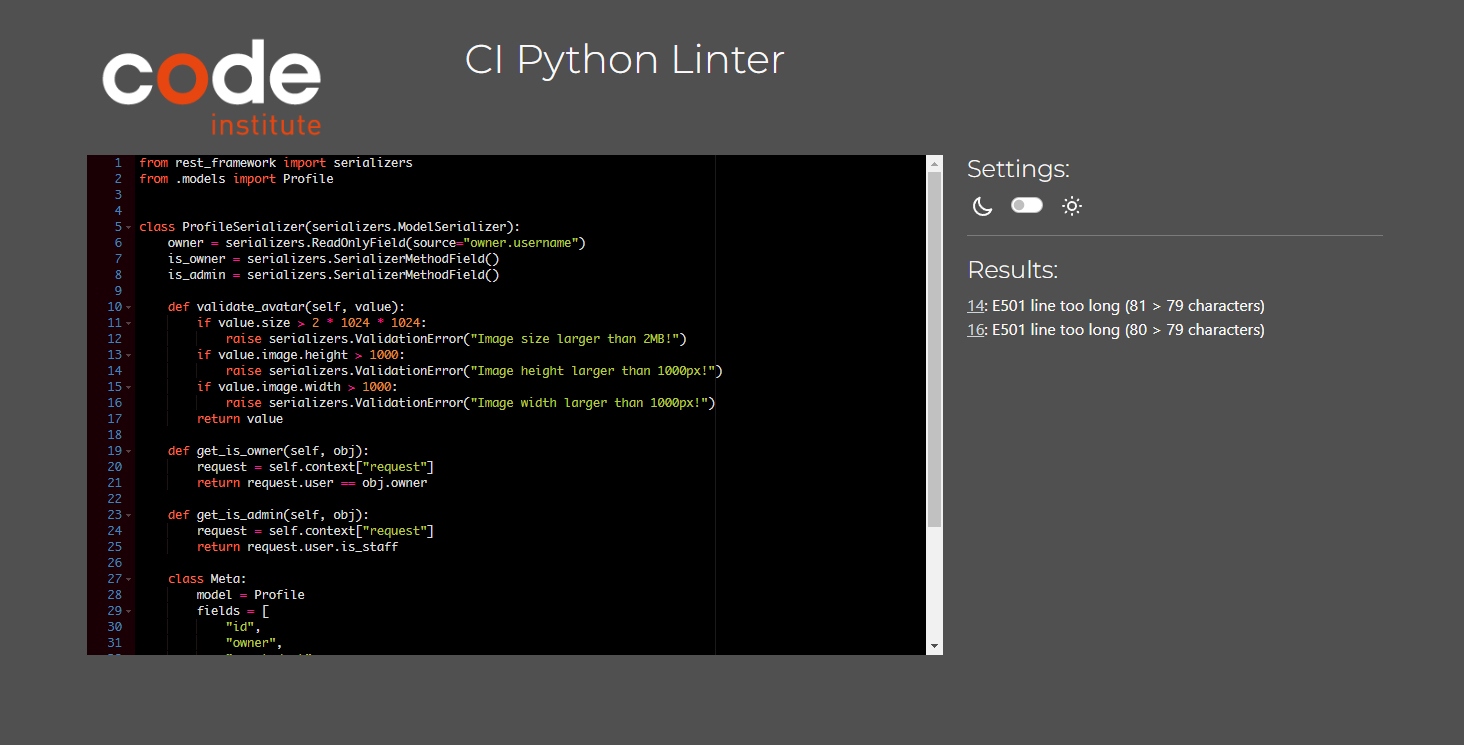 code
institute
CI Python Linter
1 from rest_framework import serializers
2 from .models import Profile
3
4
5 class ProfileSerializer(serializers.ModelSerializer):
6     owner = serializers.ReadOnlyField(source="owner.username")
7     is_owner = serializers.SerializerMethodField()
8     is_admin = serializers.SerializerMethodField()
9
10     def validate_avatar(self, value):
11         if value.size > 2 * 1024 * 1024:
12             raise serializers.ValidationError("Image size larger than 2MB!")
13         if value.image.height > 1000:
14             raise serializers.ValidationError("Image height larger than 1000px!")
15         if value.image.width > 1000:
16             raise serializers.ValidationError("Image width larger than 1000px!")
17         return value
18
19     def get_is_owner(self, obj):
20         request = self.context["request"]
21         return request.user == obj.owner
22
23     def get_is_admin(self, obj):
24         request = self.context["request"]
25         return request.user.is_staff
26
27     class Meta:
28         model = Profile
29         fields = [
30             "id",
31             "owner",
Settings:
Results:
14: E501 line too long (81 > 79 characters)
16: E501 line too long (80 > 79 characters)